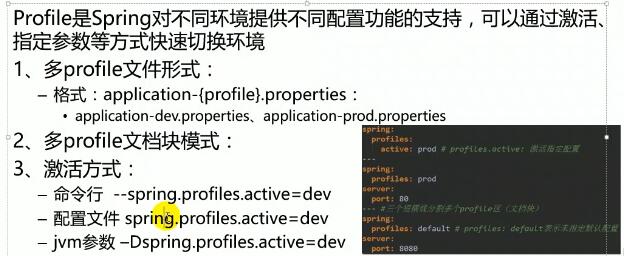 Profile是Spring对不同环境提供不同配置功能的支持，可以通过激活、
指定参数等方式快速切换环境
1、多profile文件形式：
– 格式：application-{profile}.properties：
• application-dev.properties、application-prod.properties
2、多profile文档块模式：
3、激活方式：
– 命令行 --spring.profiles.active=dev
– 配置文件 spring.profiles.active=dev
– jvm参数 –Dspring.profiles.active=dev
spring:
profiles:
active: prod # profiles.active: 激活指定配置
---
spring:
profiles: prod
server:
port: 80
--- #三个短横线分割多个profile区（文档块）
spring:
profiles: default # profiles: default表示未指定默认配置
server:
port: 8080